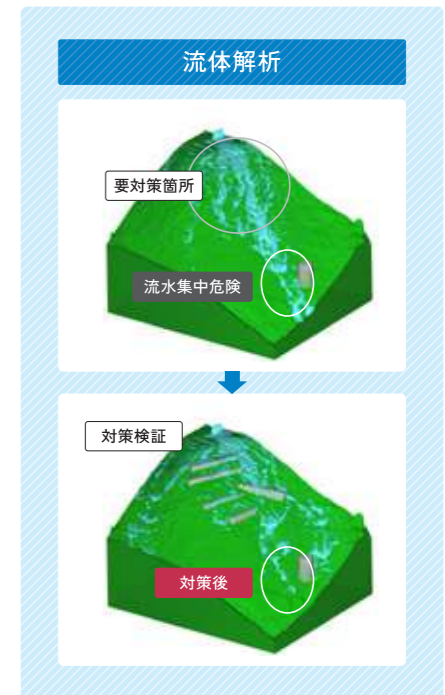 流体解析
要対策箇所
流水集中危険
対策検証
対策後